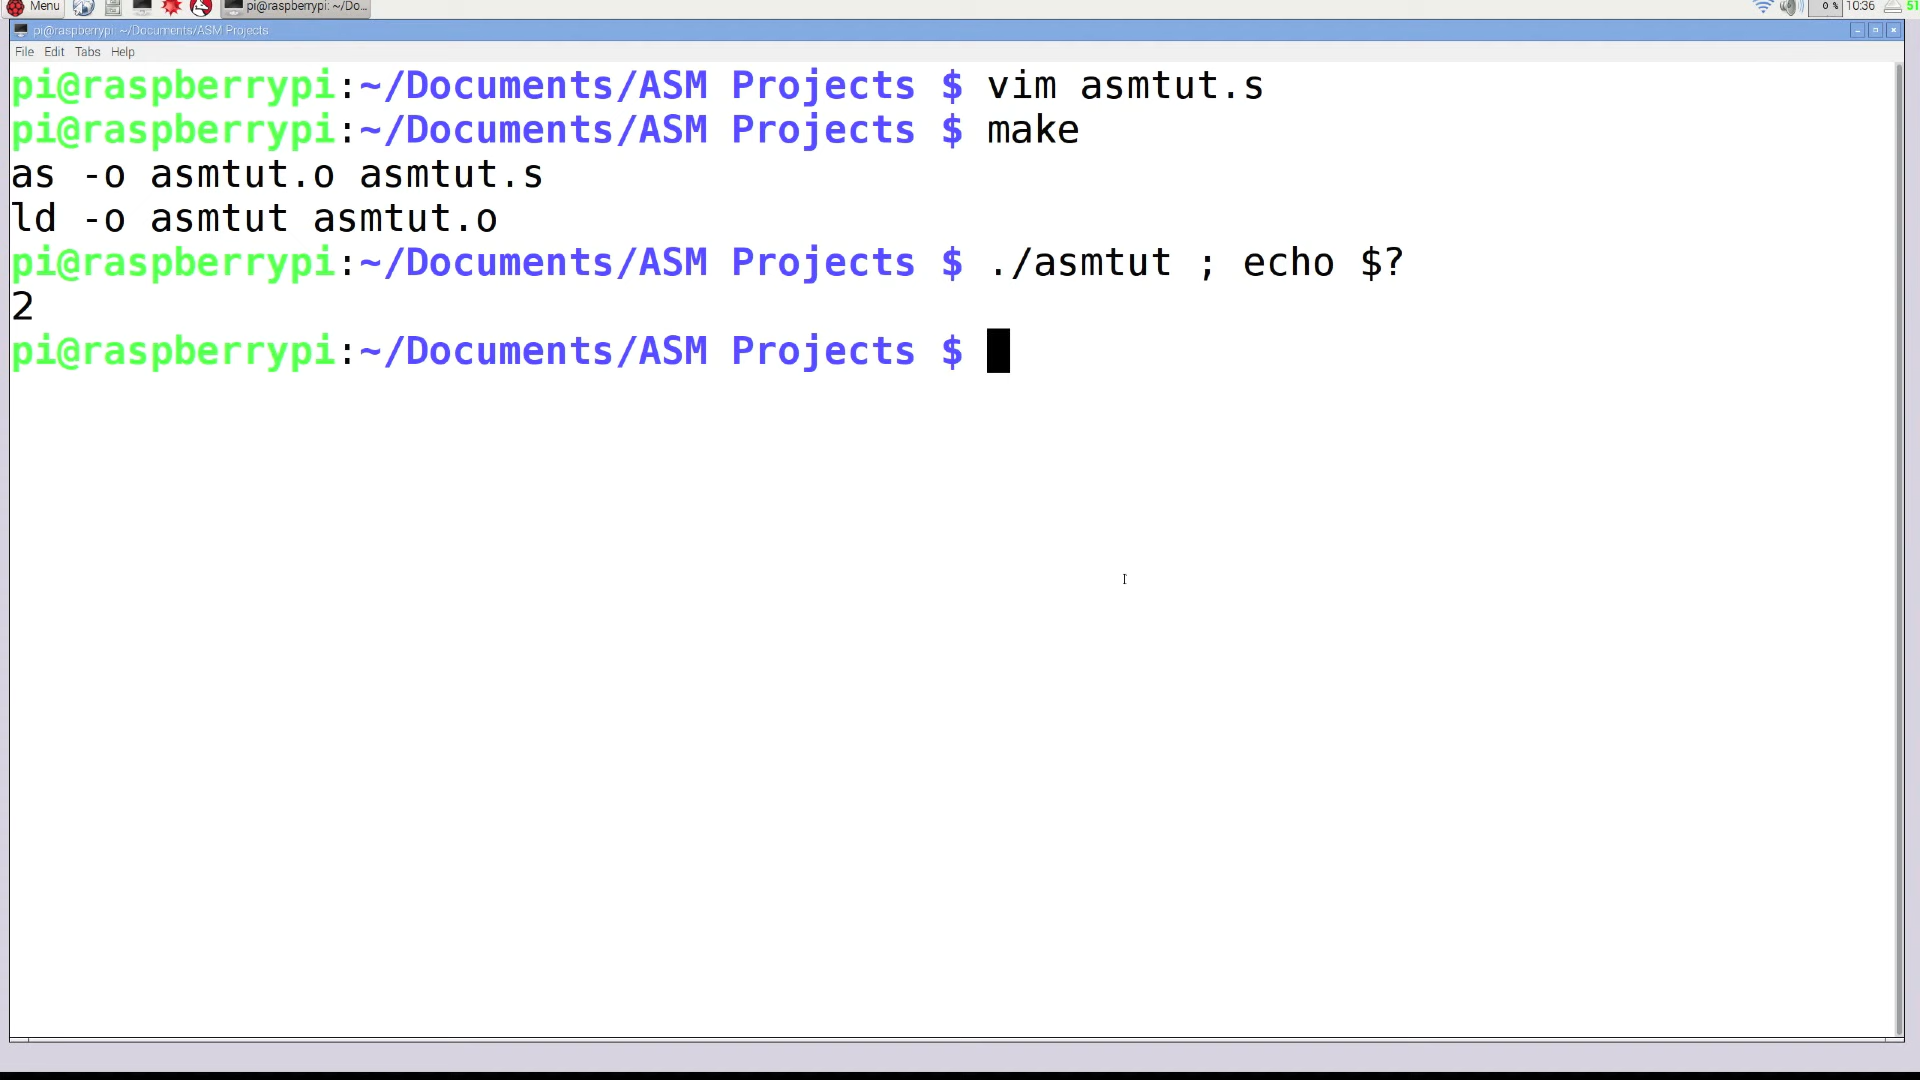 Menu pi@raspberrypi: ~/Do... 0 % 10:36 51
pi@raspberrypi: ~/Documents/ASM Projects
File Edit Tabs Help
pi@raspberrypi:~/Documents/ASM Projects $ vim asmtut.s
pi@raspberrypi:~/Documents/ASM Projects $ make
as -o asmtut.o asmtut.s
ld -o asmtut asmtut.o
pi@raspberrypi:~/Documents/ASM Projects $ ./asmtut ; echo $?
2
pi@raspberrypi:~/Documents/ASM Projects $